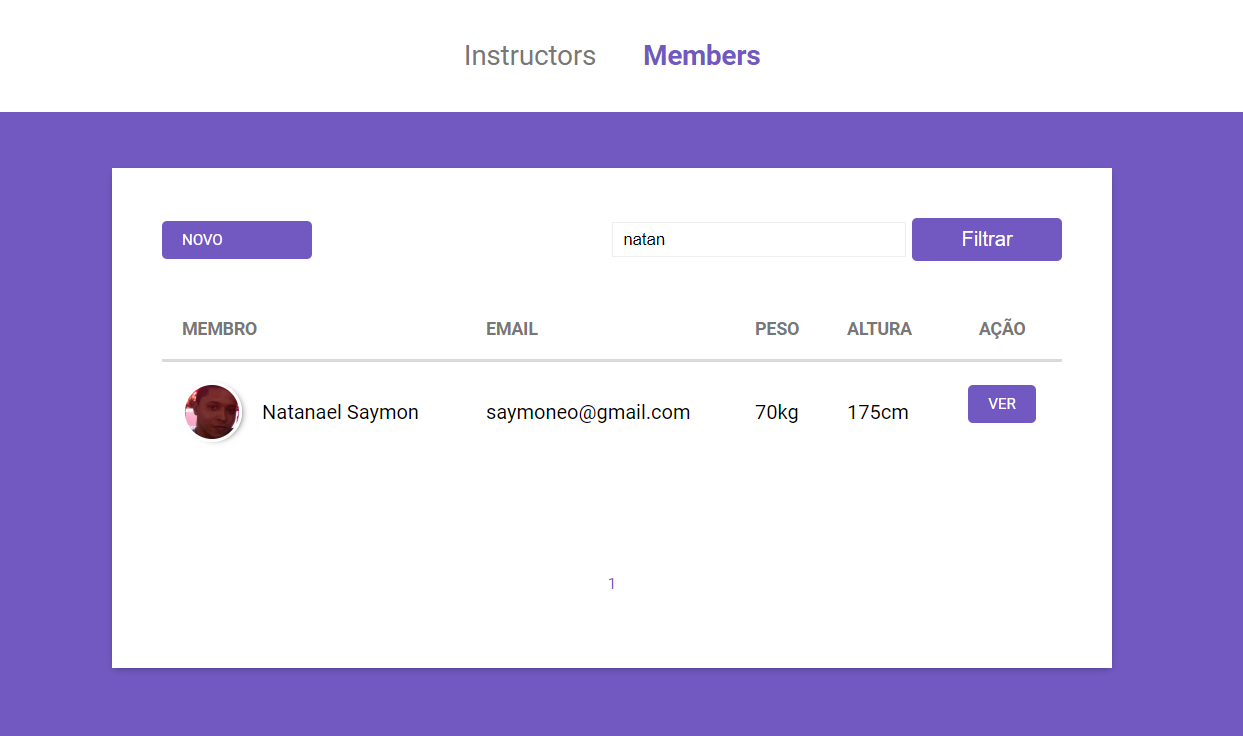 Instructors Members
NOVO natan Filtrar
MEMBRO EMAIL PESO ALTURA AÇÃO
Natanael Saymon saymoneo@gmail.com 70kg 175cm VER
1